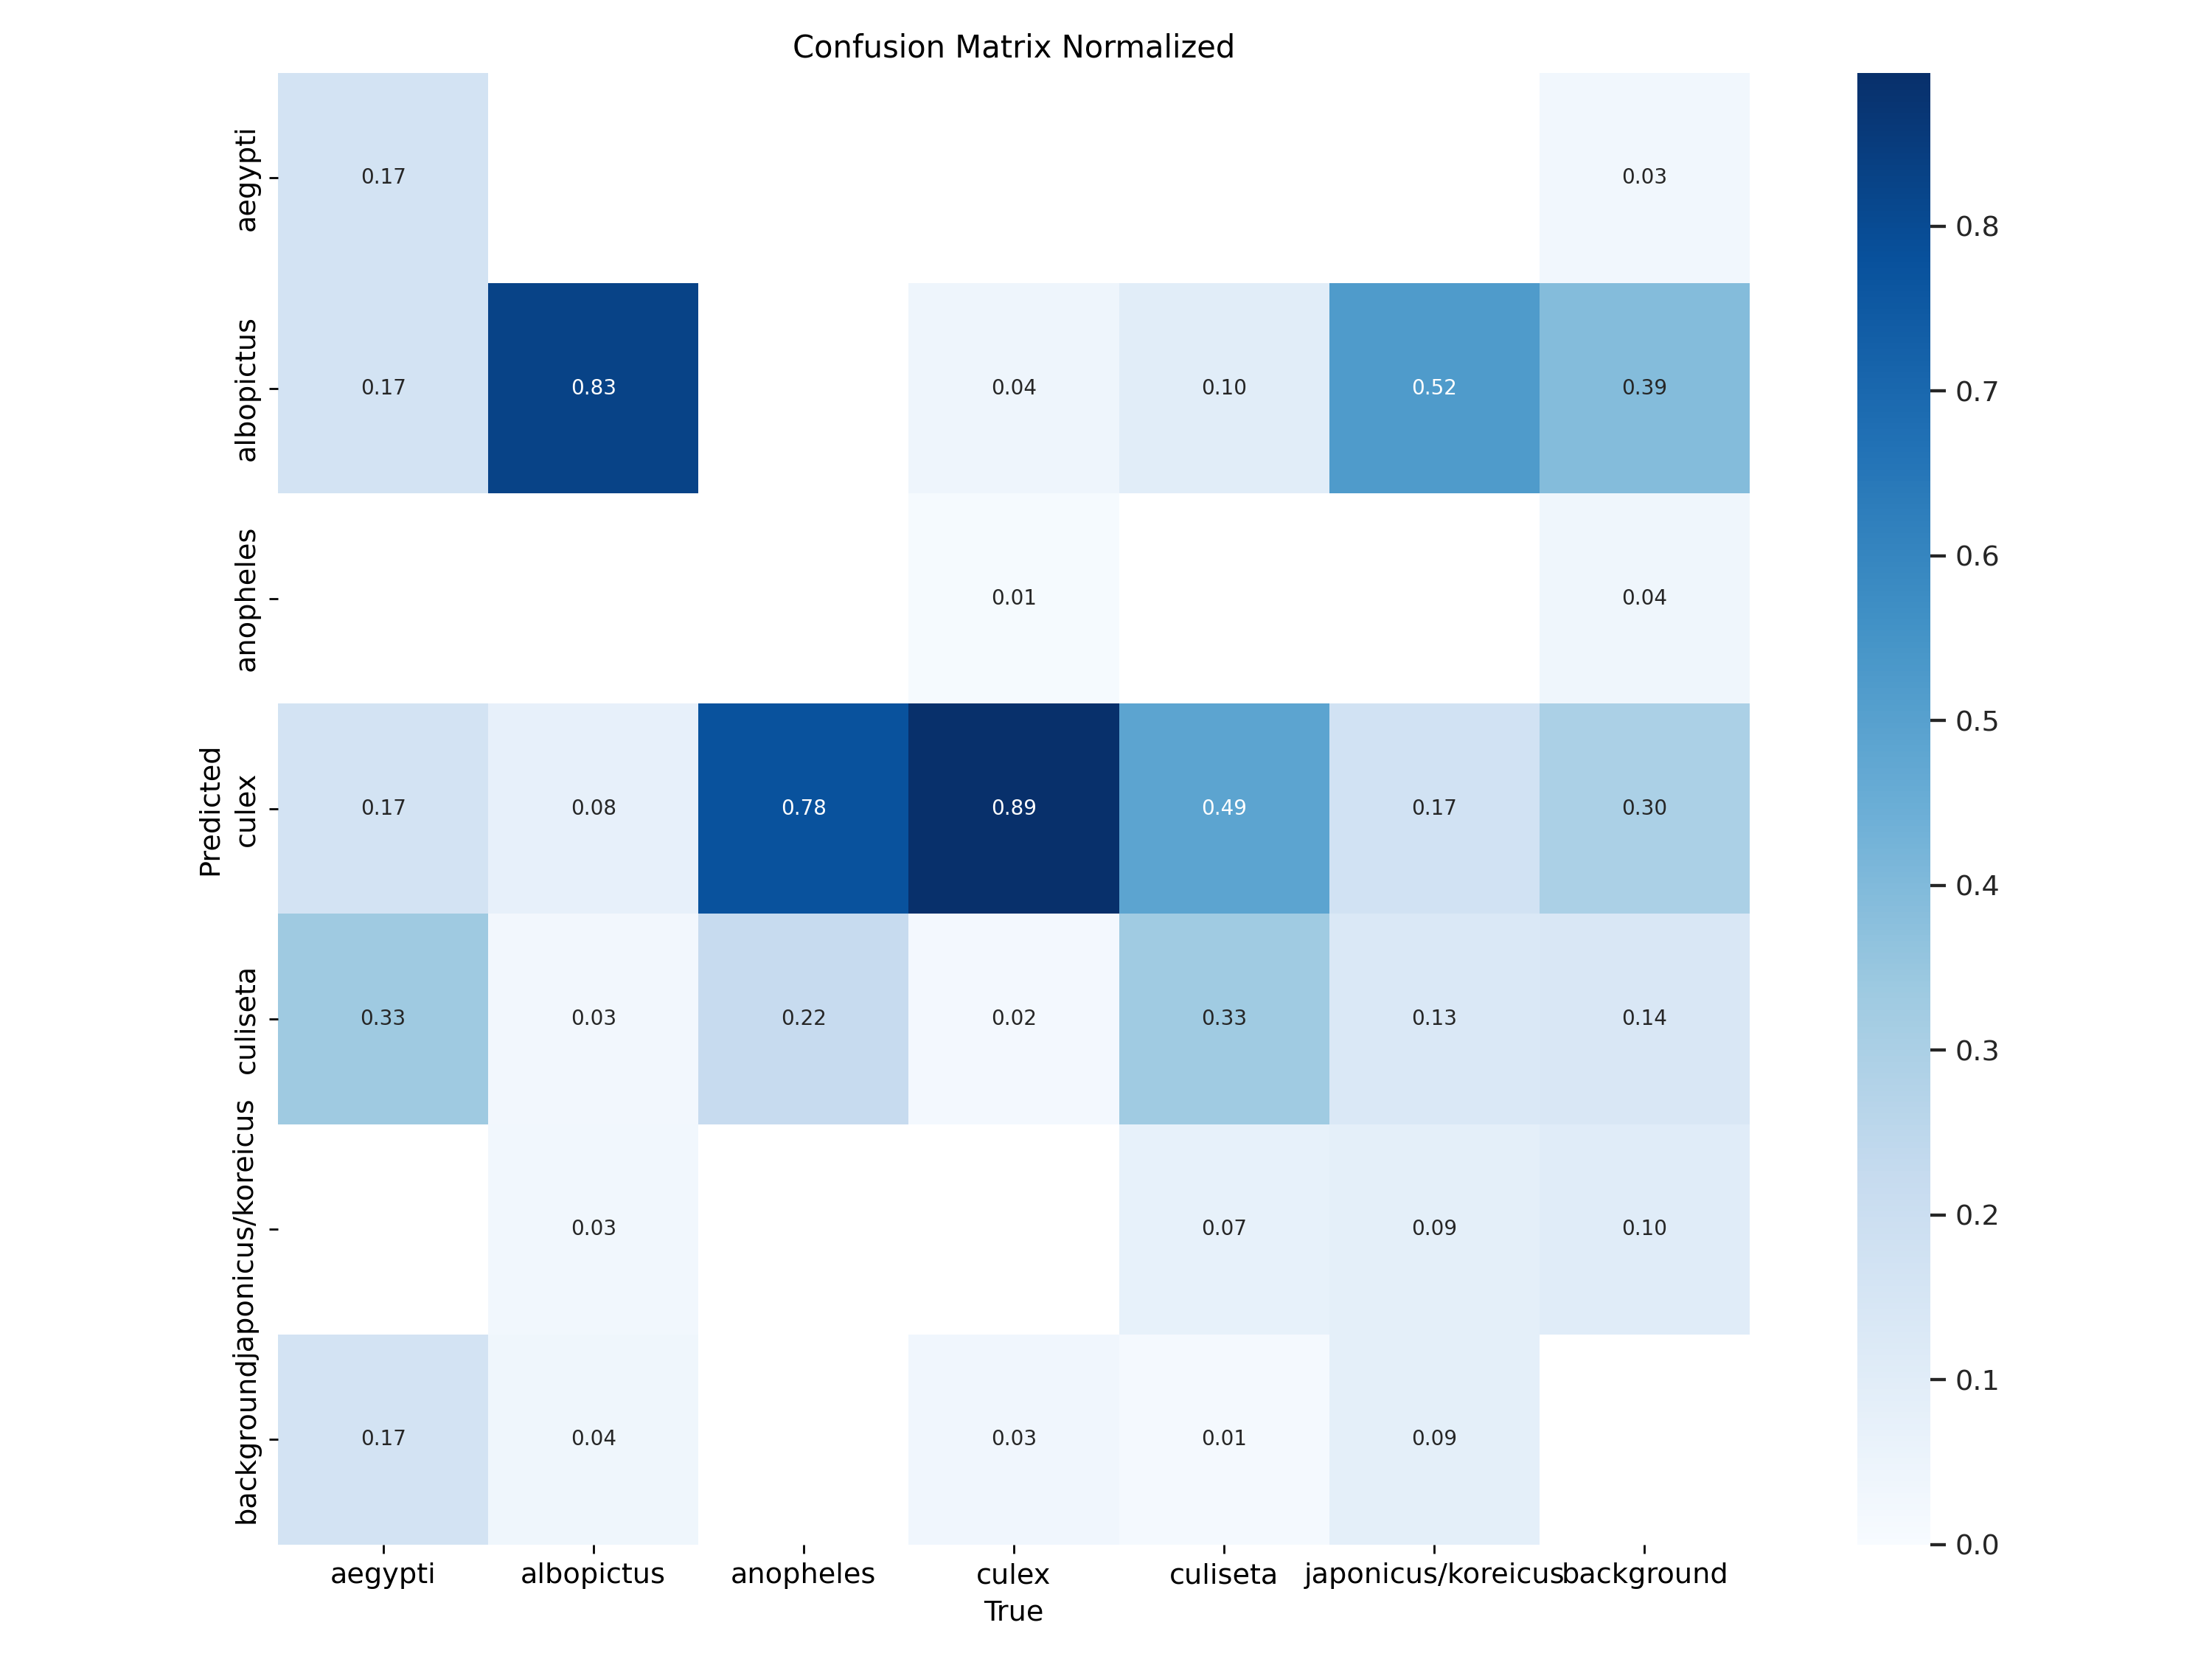 Confusion Matrix Normalized
aegypti
0.17
0.03
0.8
albopictus
0.17 0.83 0.04 0.10 0.52 0.39
0.7
0.6
anopheles
0.01 0.04
0.5
Predicted
culex
0.17 0.08 0.78 0.89 0.49 0.17 0.30
0.4
culiseta
0.33 0.03 0.22 0.02 0.33 0.13 0.14
0.3
japonicus/koreicus
0.03 0.07 0.09 0.10
0.2
background
0.17 0.04 0.03 0.01 0.09
0.1
0.0
aegypti albopictus anopheles culex culiseta japonicus/koreicus background
True